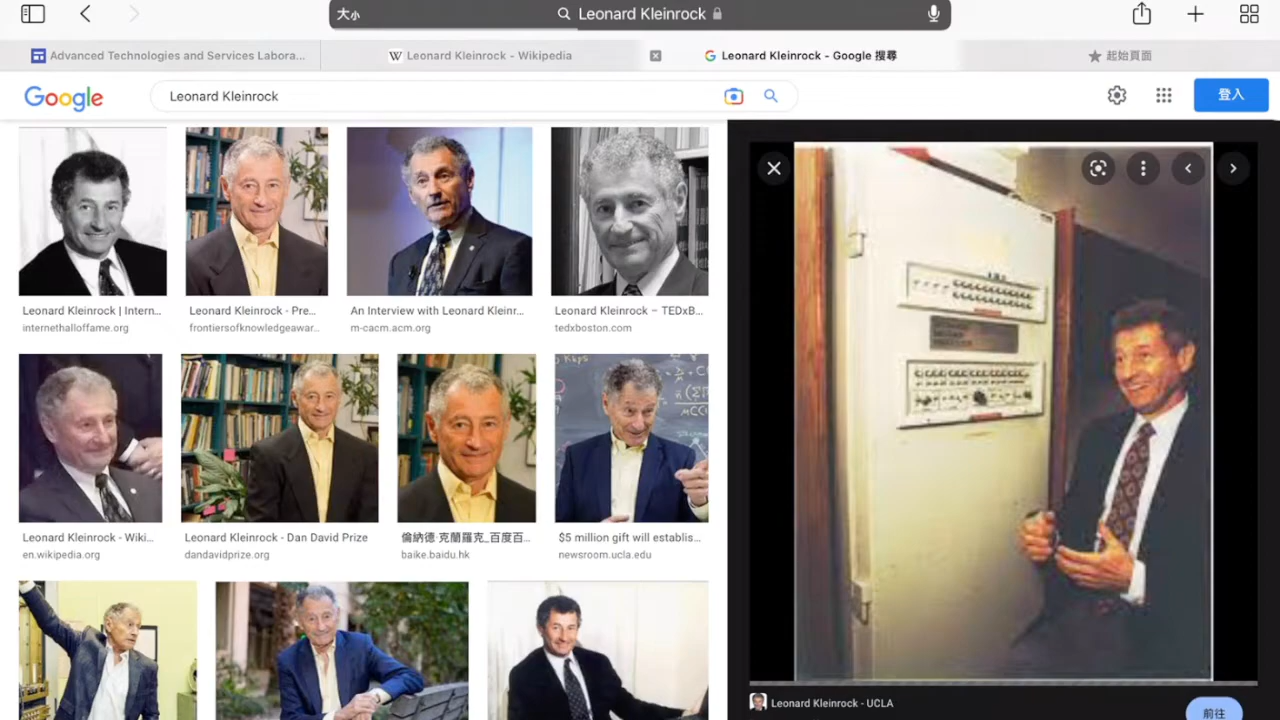 大小
Leonard Kleinrock
Advanced Technologies and Services Labora...
Leonard Kleinrock - Wikipedia
Leonard Kleinrock - Google 搜尋
起始頁面
Google
Leonard Kleinrock
登入
Leonard Kleinrock | Intern...
internethalloffame.org
Leonard Kleinrock - Pre...
frontiersofknowledgeawar...
An Interview with Leonard Kleinr...
m-cacm.acm.org
Leonard Kleinrock – TEDxB...
tedxboston.com
Leonard Kleinrock - Wiki...
en.wikipedia.org
Leonard Kleinrock - Dan David Prize
dandavidprize.org
倫納德·克蘭羅克_百度百...
baike.baidu.hk
$5 million gift will establis...
newsroom.ucla.edu
Leonard Kleinrock - UCLA
前往